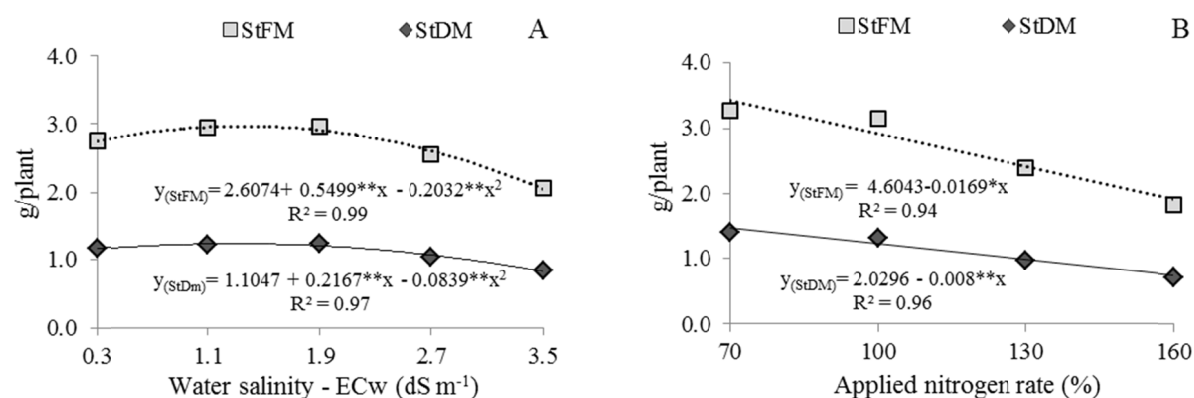 StFM StDM A
4.0
3.0
2.0
1.0
0.0
g/plant
y(StFM)= 2.6074+ 0.5499**x - 0.2032**x²
R² = 0.99
y(StDm)= 1.1047 + 0.2167**x - 0.0839**x²
R² = 0.97
0.3 1.1 1.9 2.7 3.5
Water salinity - ECw (dS m⁻¹)
StFM StDM B
4.0
3.0
2.0
1.0
0.0
g/plant
y(StFM)= 4.6043-0.0169*x
R² = 0.94
y(StDM)= 2.0296 - 0.008**x
R² = 0.96
70 100 130 160
Applied nitrogen rate (%)